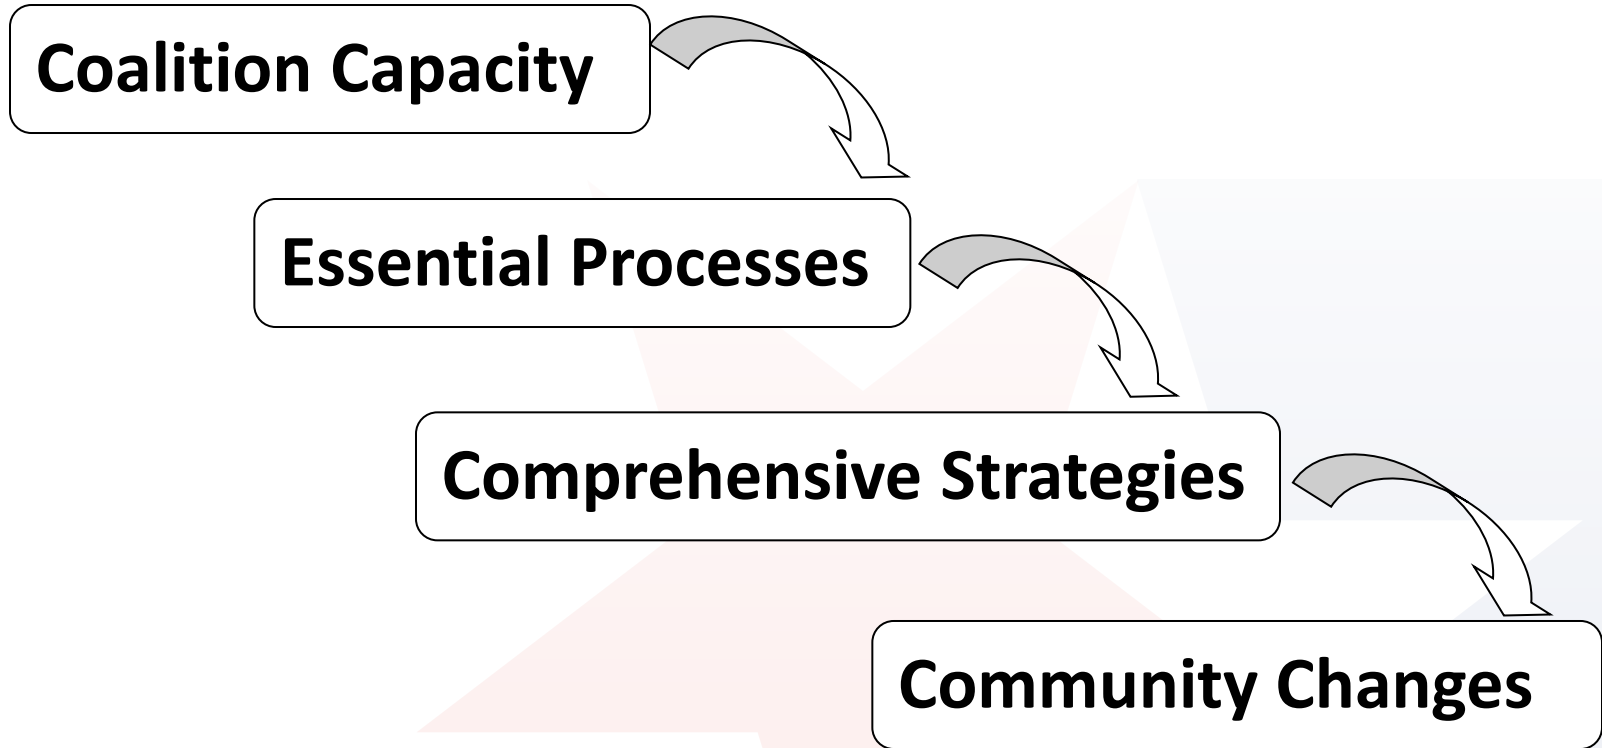 Coalition Capacity
Essential Processes
Comprehensive Strategies
Community Changes